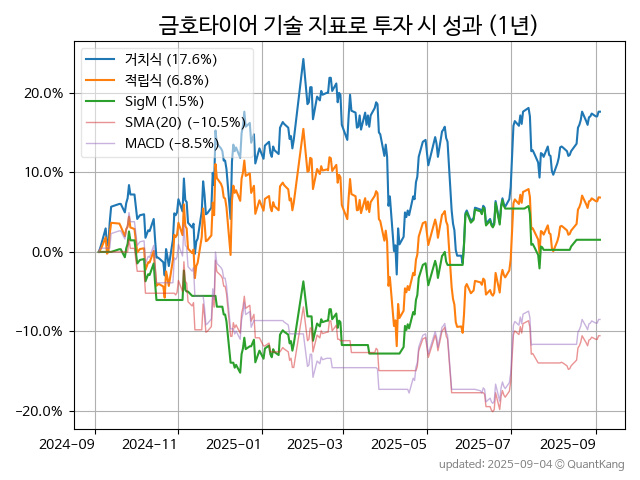 금호타이어 기술 지표로 투자 시 성과 (1년)
거치식 (17.6%)
적립식 (6.8%)
SigM (1.5%)
SMA(20) (−10.5%)
MACD (−8.5%)
20.0%
10.0%
0.0%
−10.0%
−20.0%
2024-09 2024-11 2025-01 2025-03 2025-05 2025-07 2025-09
updated: 2025-09-04 © QuantKang